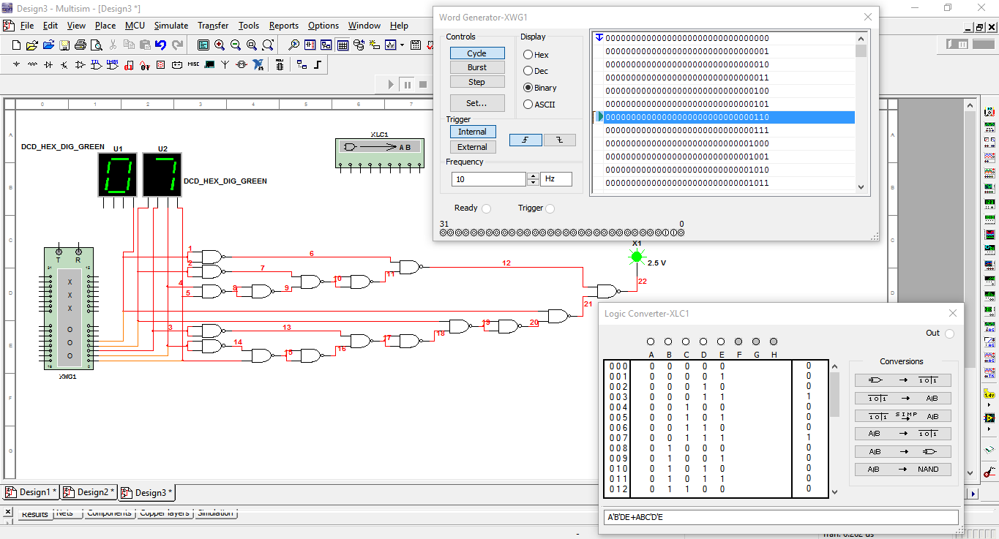 Design3 - Multisim - [Design3 *]
File Edit View Place MCU Simulate Transfer Tools Reports Options Window Help
MISC
0 1 2 3 4 5 6 7
A
B
C
D
E
F
G
A
B
C
D
DCD_HEX_DIG_GREEN U1 U2
DCD_HEX_DIG_GREEN
0 7
XLC1
A B
T R
31 15
X
X
X
O
O
O
16 0
XWG1
1
2
3
4
5
6
7
8
9
10
11
12
13
14
15
16
17
18
19
20
21
22
X1
2.5 V
Word Generator-XWG1
Controls
Cycle
Burst
Step
Set...
Display
Hex
Dec
Binary
ASCII
Trigger
Internal
External
Frequency
10 Hz
Ready Trigger
31 0
00000000000000000000000000000000
00000000000000000000000000000001
00000000000000000000000000000010
00000000000000000000000000000011
00000000000000000000000000000100
00000000000000000000000000000101
00000000000000000000000000000110
00000000000000000000000000000111
00000000000000000000000000001000
00000000000000000000000000001001
00000000000000000000000000001010
00000000000000000000000000001011
Logic Converter-XLC1
Out
A B C D E F G H
000 0 0 0 0 0 0
001 0 0 0 0 1 0
002 0 0 0 1 0 0
003 0 0 0 1 1 1
004 0 0 1 0 0 0
005 0 0 1 0 1 0
006 0 0 1 1 0 0
007 0 0 1 1 1 1
008 0 1 0 0 0 0
009 0 1 0 0 1 0
010 0 1 0 1 0 0
011 0 1 0 1 1 0
012 0 1 1 0 0 0
Conversions
→ 1 0 | 1
1 0 | 1 → A|B
1 0 | 1 SIMP → A|B
A|B → 1 0 | 1
A|B →
A|B → NAND
A'B'DE+ABC'D'E
Design1 * Design2 * Design3 *
Results Nets Components Copper layers Simulation
- Tran: 0.202 us